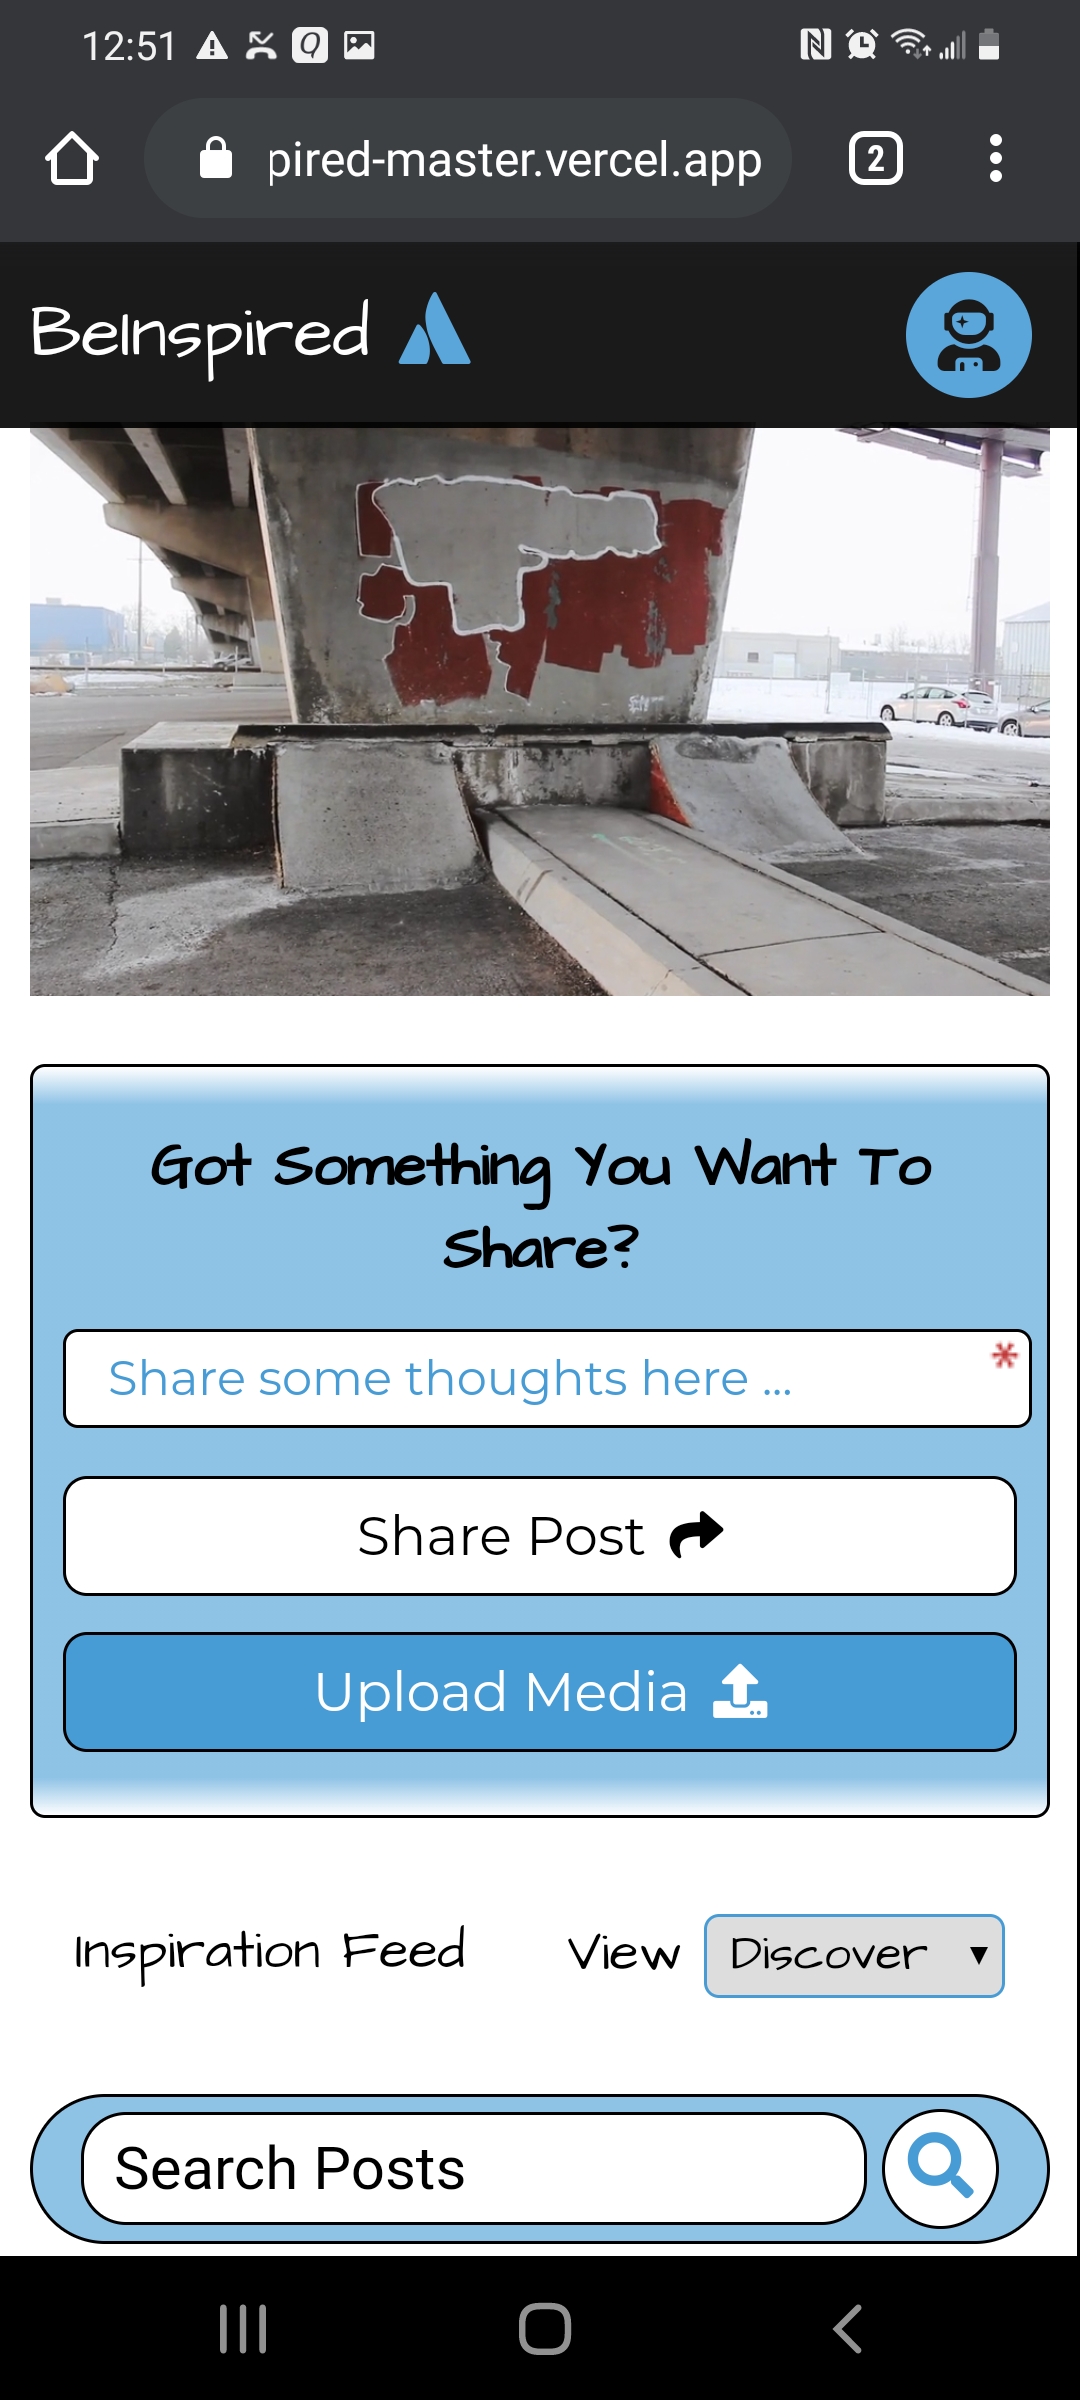 12:51
pired-master.vercel.app
2
BeInspired
Got Something You Want To
Share?
Share some thoughts here ...
*
Share Post
Upload Media
Inspiration Feed
View
Discover
Search Posts